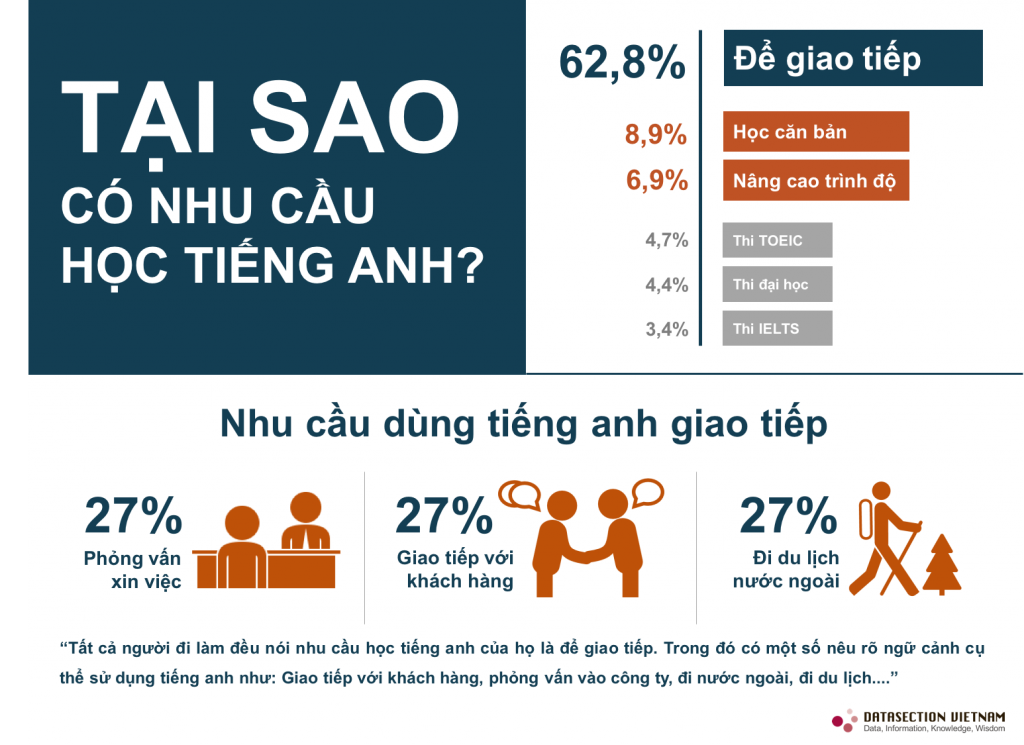 TẠI SAO
CÓ NHU CẦU
HỌC TIẾNG ANH?
62,8% Để giao tiếp
8,9% Học căn bản
6,9% Nâng cao trình độ
4,7% Thi TOEIC
4,4% Thi đại học
3,4% Thi IELTS
Nhu cầu dùng tiếng anh giao tiếp
27%
Phỏng vấn
xin việc
27%
Giao tiếp với
khách hàng
27%
Đi du lịch
nước ngoài
“Tất cả người đi làm đều nói nhu cầu học tiếng anh của họ là để giao tiếp. Trong đó có một số nêu rõ ngữ cảnh cụ
thể sử dụng tiếng anh như: Giao tiếp với khách hàng, phỏng vấn vào công ty, đi nước ngoài, đi du lịch....”
DATASECTION VIETNAM
Data, Information, Knowledge, Wisdom